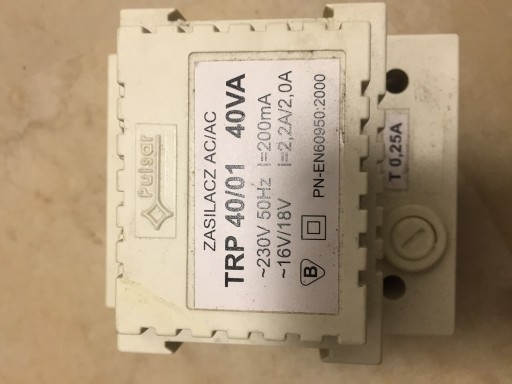 Pulsar
ZASILACZ AC/AC
TRP 40/01 40VA
~230V 50Hz i=200mA
~16V/18V i=2,2A/2,0A
B PN-EN60950:2000
T 0,25A